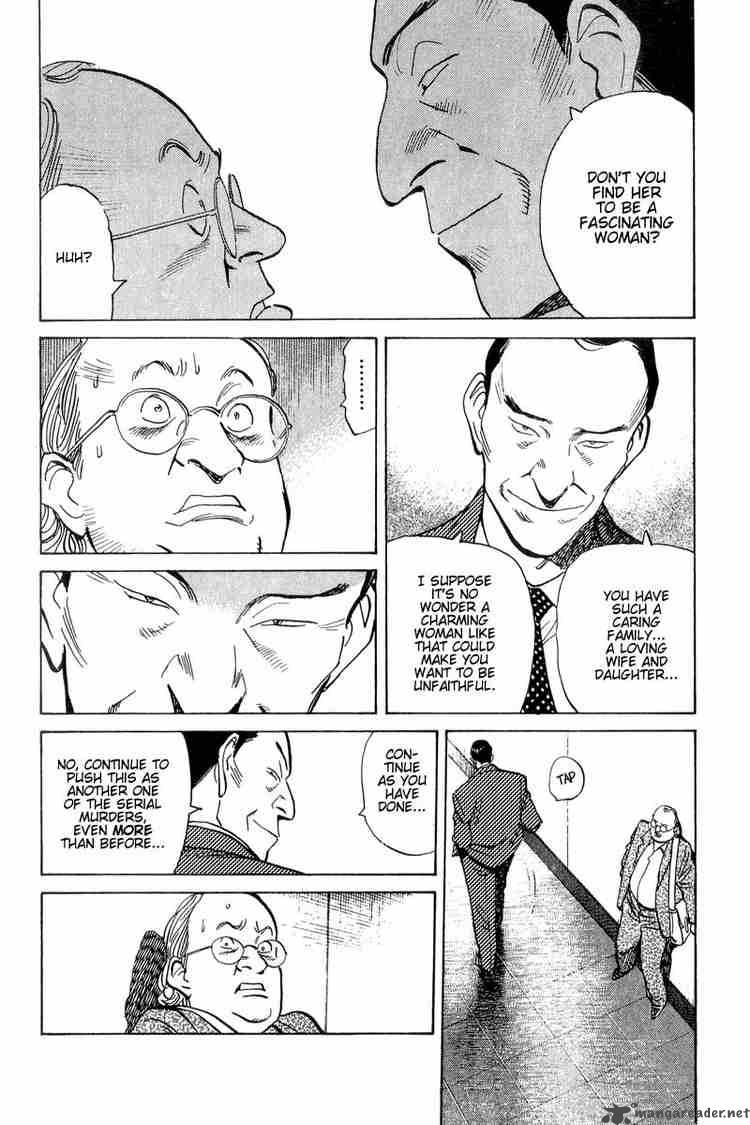 DON'T YOU
FIND HER
TO BE A
FASCINATING
WOMAN?
HUH?
YOU HAVE
SUCH A
CARING
FAMILY...
A LOVING
WIFE AND
DAUGHTER...
I SUPPOSE
IT'S NO
WONDER A
CHARMING
WOMAN LIKE
THAT COULD
MAKE YOU
WANT TO BE
UNFAITHFUL.
.........
CON-
TINUE
AS YOU
HAVE
DONE...
NO, CONTINUE TO
PUSH THIS AS
ANOTHER ONE
OF THE SERIAL
MURDERS,
EVEN MORE
THAN BEFORE...
TAP
mangareader.net